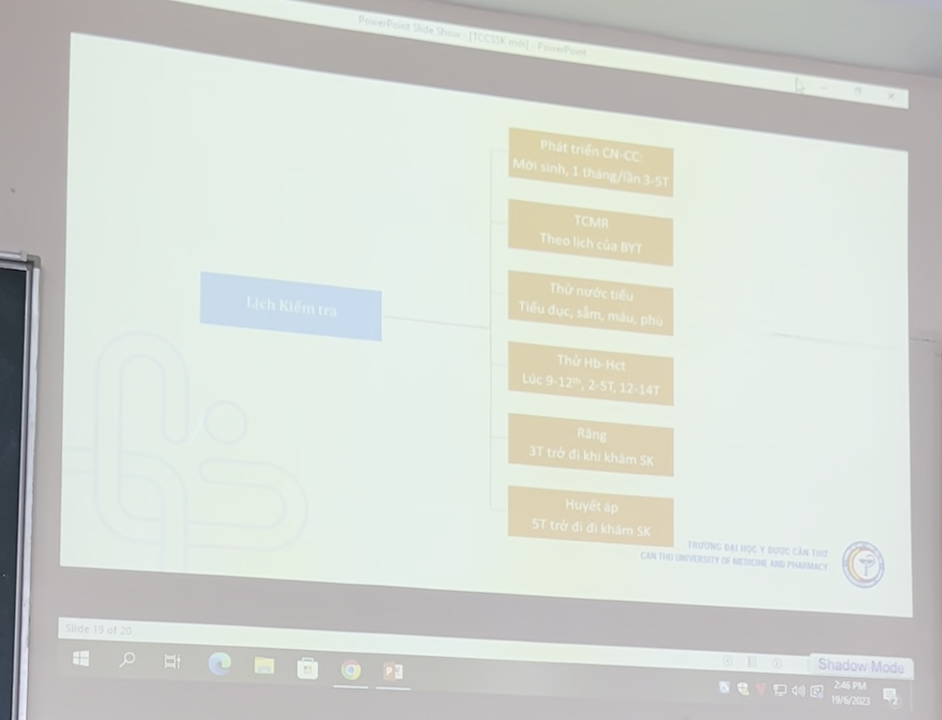 PowerPoint Slide Show - [TCCSSK mới] - PowerPoint
Phát triển CN-CC:
Mới sinh, 1 tháng/lần 3-5T
TCMR
Theo lịch của BYT
Thử nước tiểu
Tiểu đục, sẫm, máu, phù
Lịch Kiểm tra
Thử Hb-Hct
Lúc 9-12th, 2-5T, 12-14T
Răng
3T trở đi khi khám SK
Huyết áp
5T trở đi đi khám SK
TRƯỜNG ĐẠI HỌC Y DƯỢC CẦN THƠ
CAN THO UNIVERSITY OF MEDICINE AND PHARMACY
Slide 19 of 20
Shadow Mode
2:46 PM
19/6/2023
2